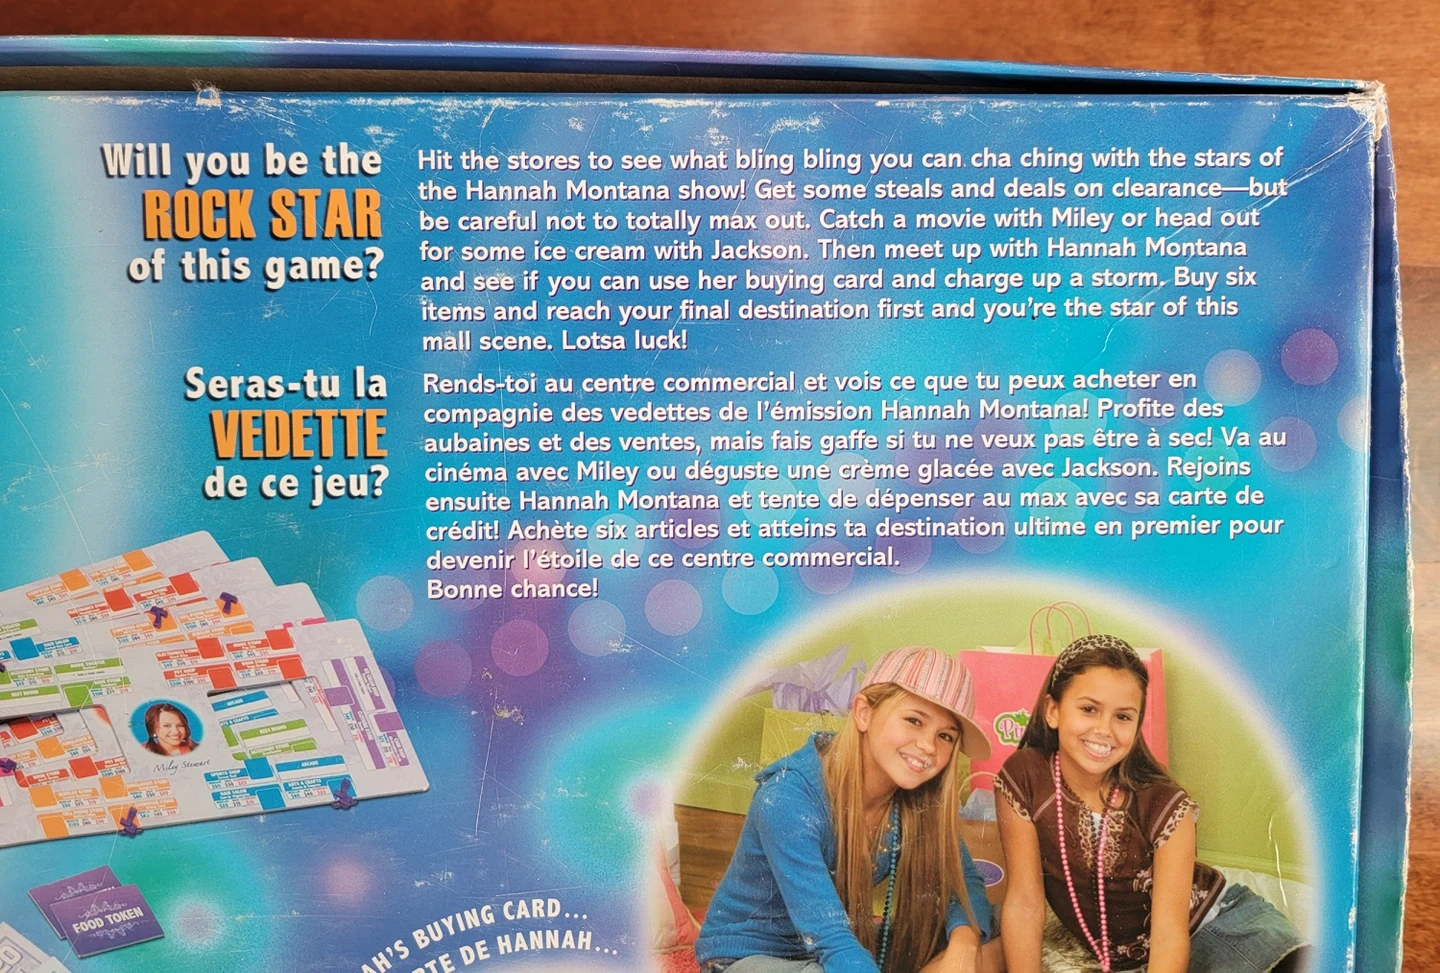 Will you be the
ROCK STAR
of this game?
Hit the stores to see what bling bling you can cha ching with the stars of
the Hannah Montana show! Get some steals and deals on clearance—but
be careful not to totally max out. Catch a movie with Miley or head out
for some ice cream with Jackson. Then meet up with Hannah Montana
and see if you can use her buying card and charge up a storm. Buy six
items and reach your final destination first and you're the star of this
mall scene. Lotsa luck!
Seras-tu la
VEDETTE
de ce jeu?
Rends-toi au centre commercial et vois ce que tu peux acheter en
compagnie des vedettes de l'émission Hannah Montana! Profite des
aubaines et des ventes, mais fais gaffe si tu ne veux pas être à sec! Va au
cinéma avec Miley ou déguste une crème glacée avec Jackson. Rejoins
ensuite Hannah Montana et tente de dépenser au max avec sa carte de
crédit! Achète six articles et atteins ta destination ultime en premier pour
devenir l'étoile de ce centre commercial.
Bonne chance!
Miley Stewart
FOOD TOKEN
AH'S BUYING CARD...
RTE DE HANNAH...